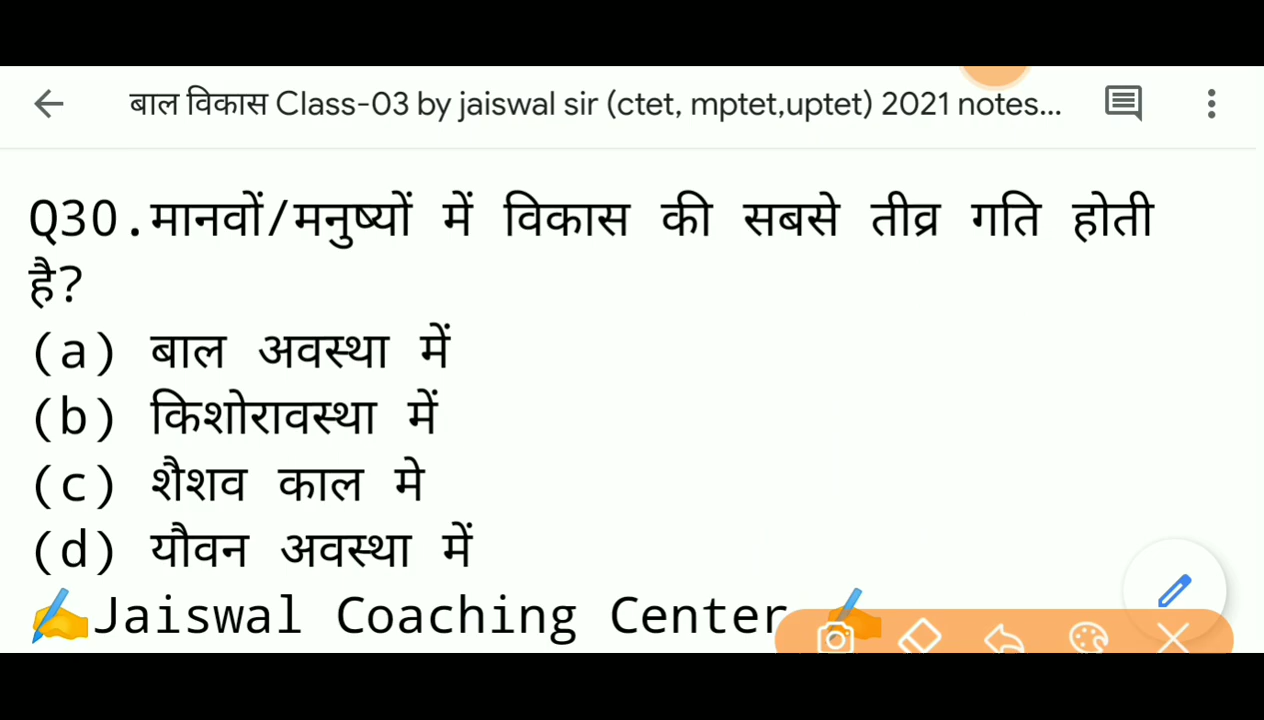 बाल विकास Class-03 by jaiswal sir (ctet, mptet,uptet) 2021 notes...
Q30.मानवों/मनुष्यों में विकास की सबसे तीव्र गति होती
है?
(a) बाल अवस्था में
(b) किशोरावस्था में
(c) शैशव काल मे
(d) यौवन अवस्था में
✍Jaiswal Coaching Center ✍